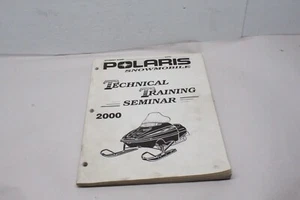 POLARIS
SNOWMOBILE
TECHNICAL
TRAINING
SEMINAR
2000